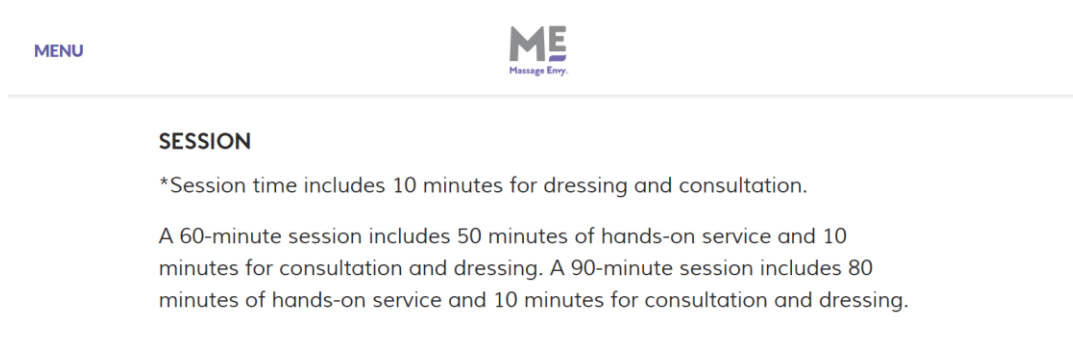 MENU
ME
Massage Envy.
SESSION
*Session time includes 10 minutes for dressing and consultation.
A 60-minute session includes 50 minutes of hands-on service and 10
minutes for consultation and dressing. A 90-minute session includes 80
minutes of hands-on service and 10 minutes for consultation and dressing.